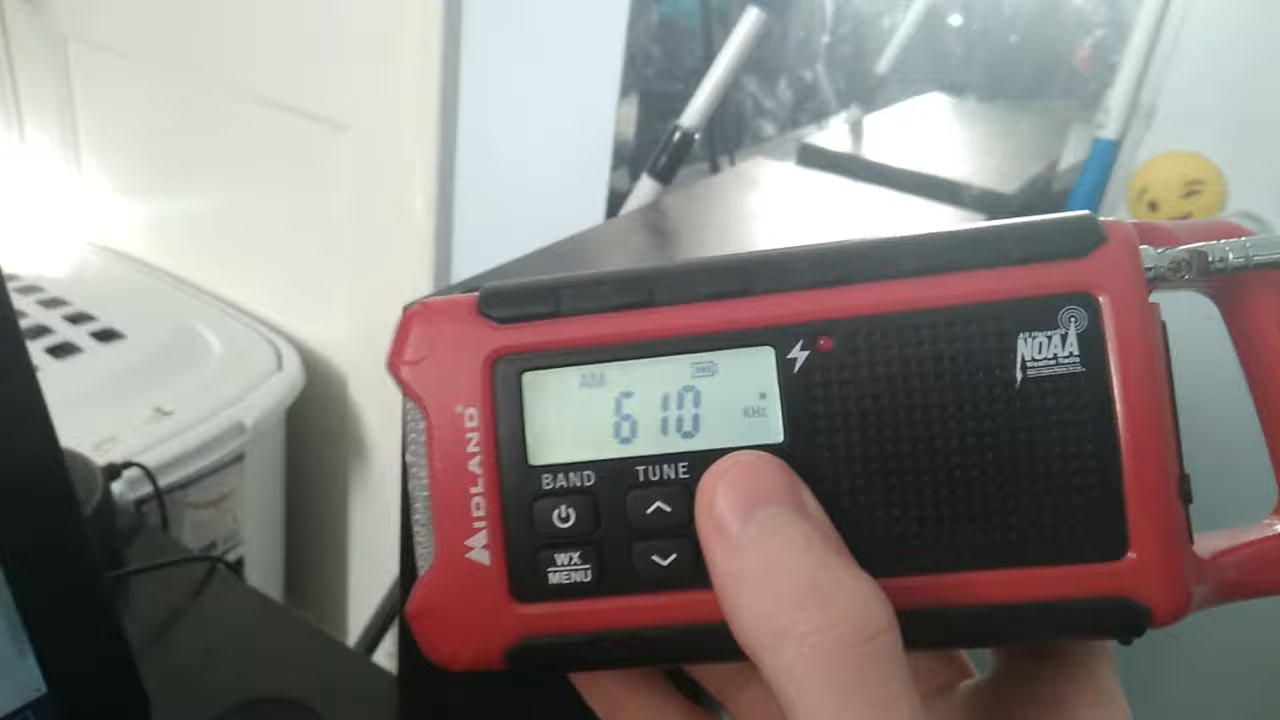 AM
610
KHz
BAND
TUNE
WX
MENU
MIDLAND®
All Hazards
NOAA
Weather Radio